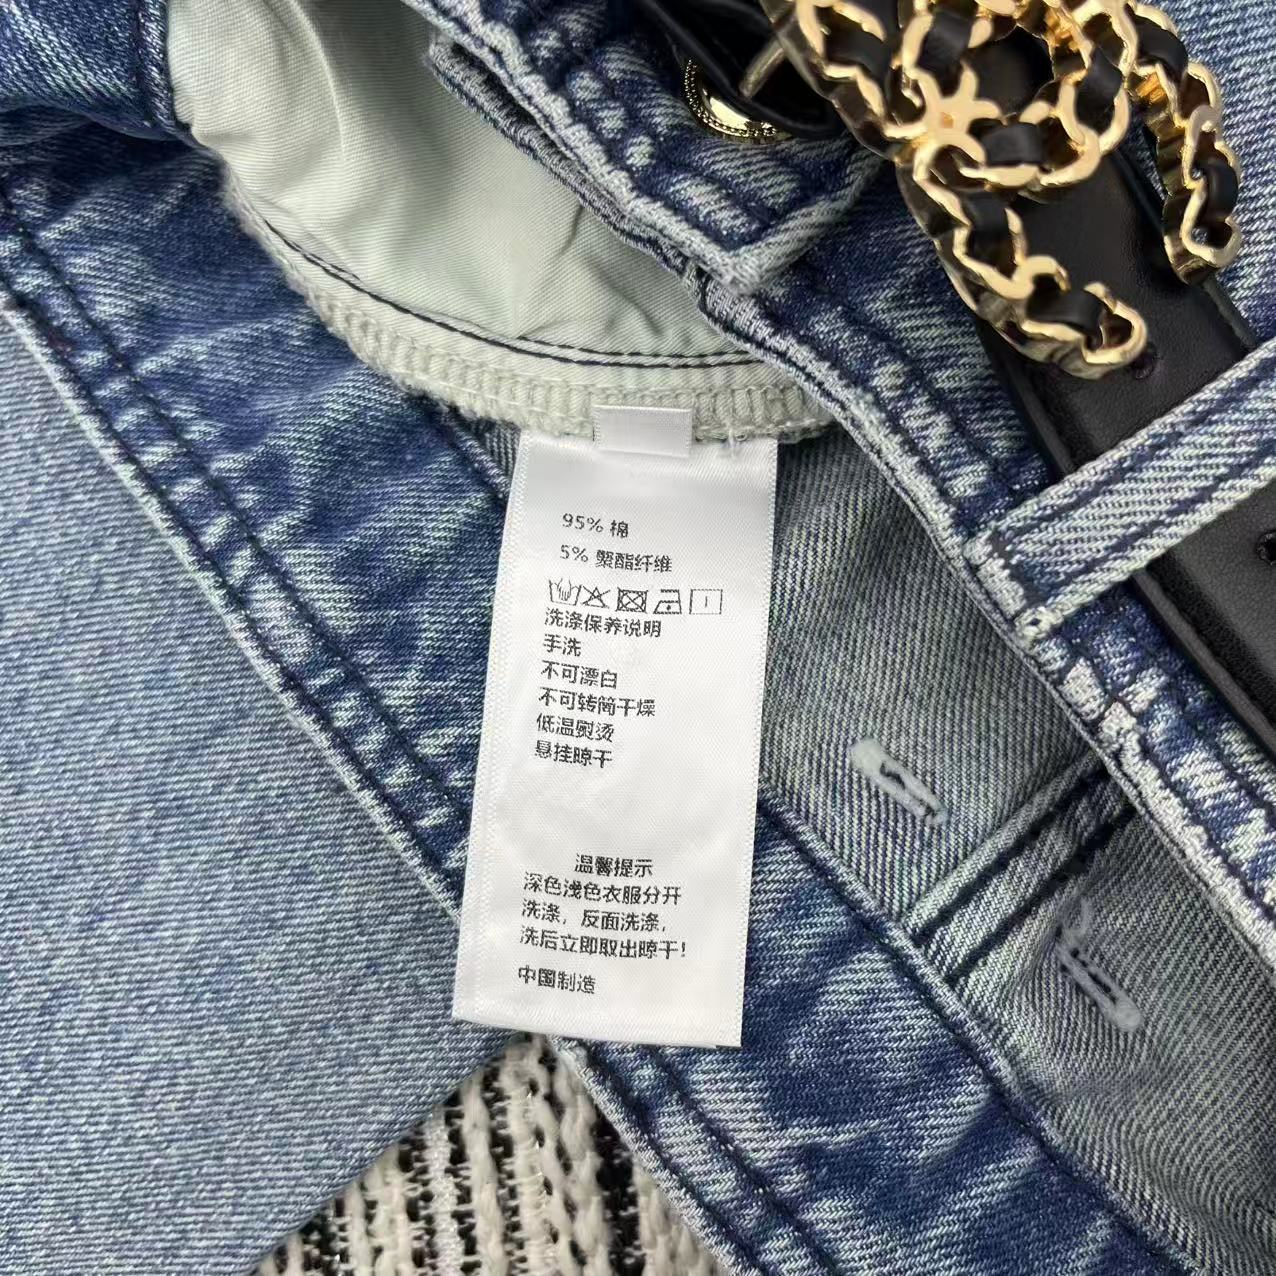 95% 棉
5% 聚酯纤维
洗涤保养说明
手洗
不可漂白
不可转筒干燥
低温熨烫
悬挂晾干
温馨提示
深色浅色衣服分开
洗涤，反面洗涤，
洗后立即取出晾干！
中国制造